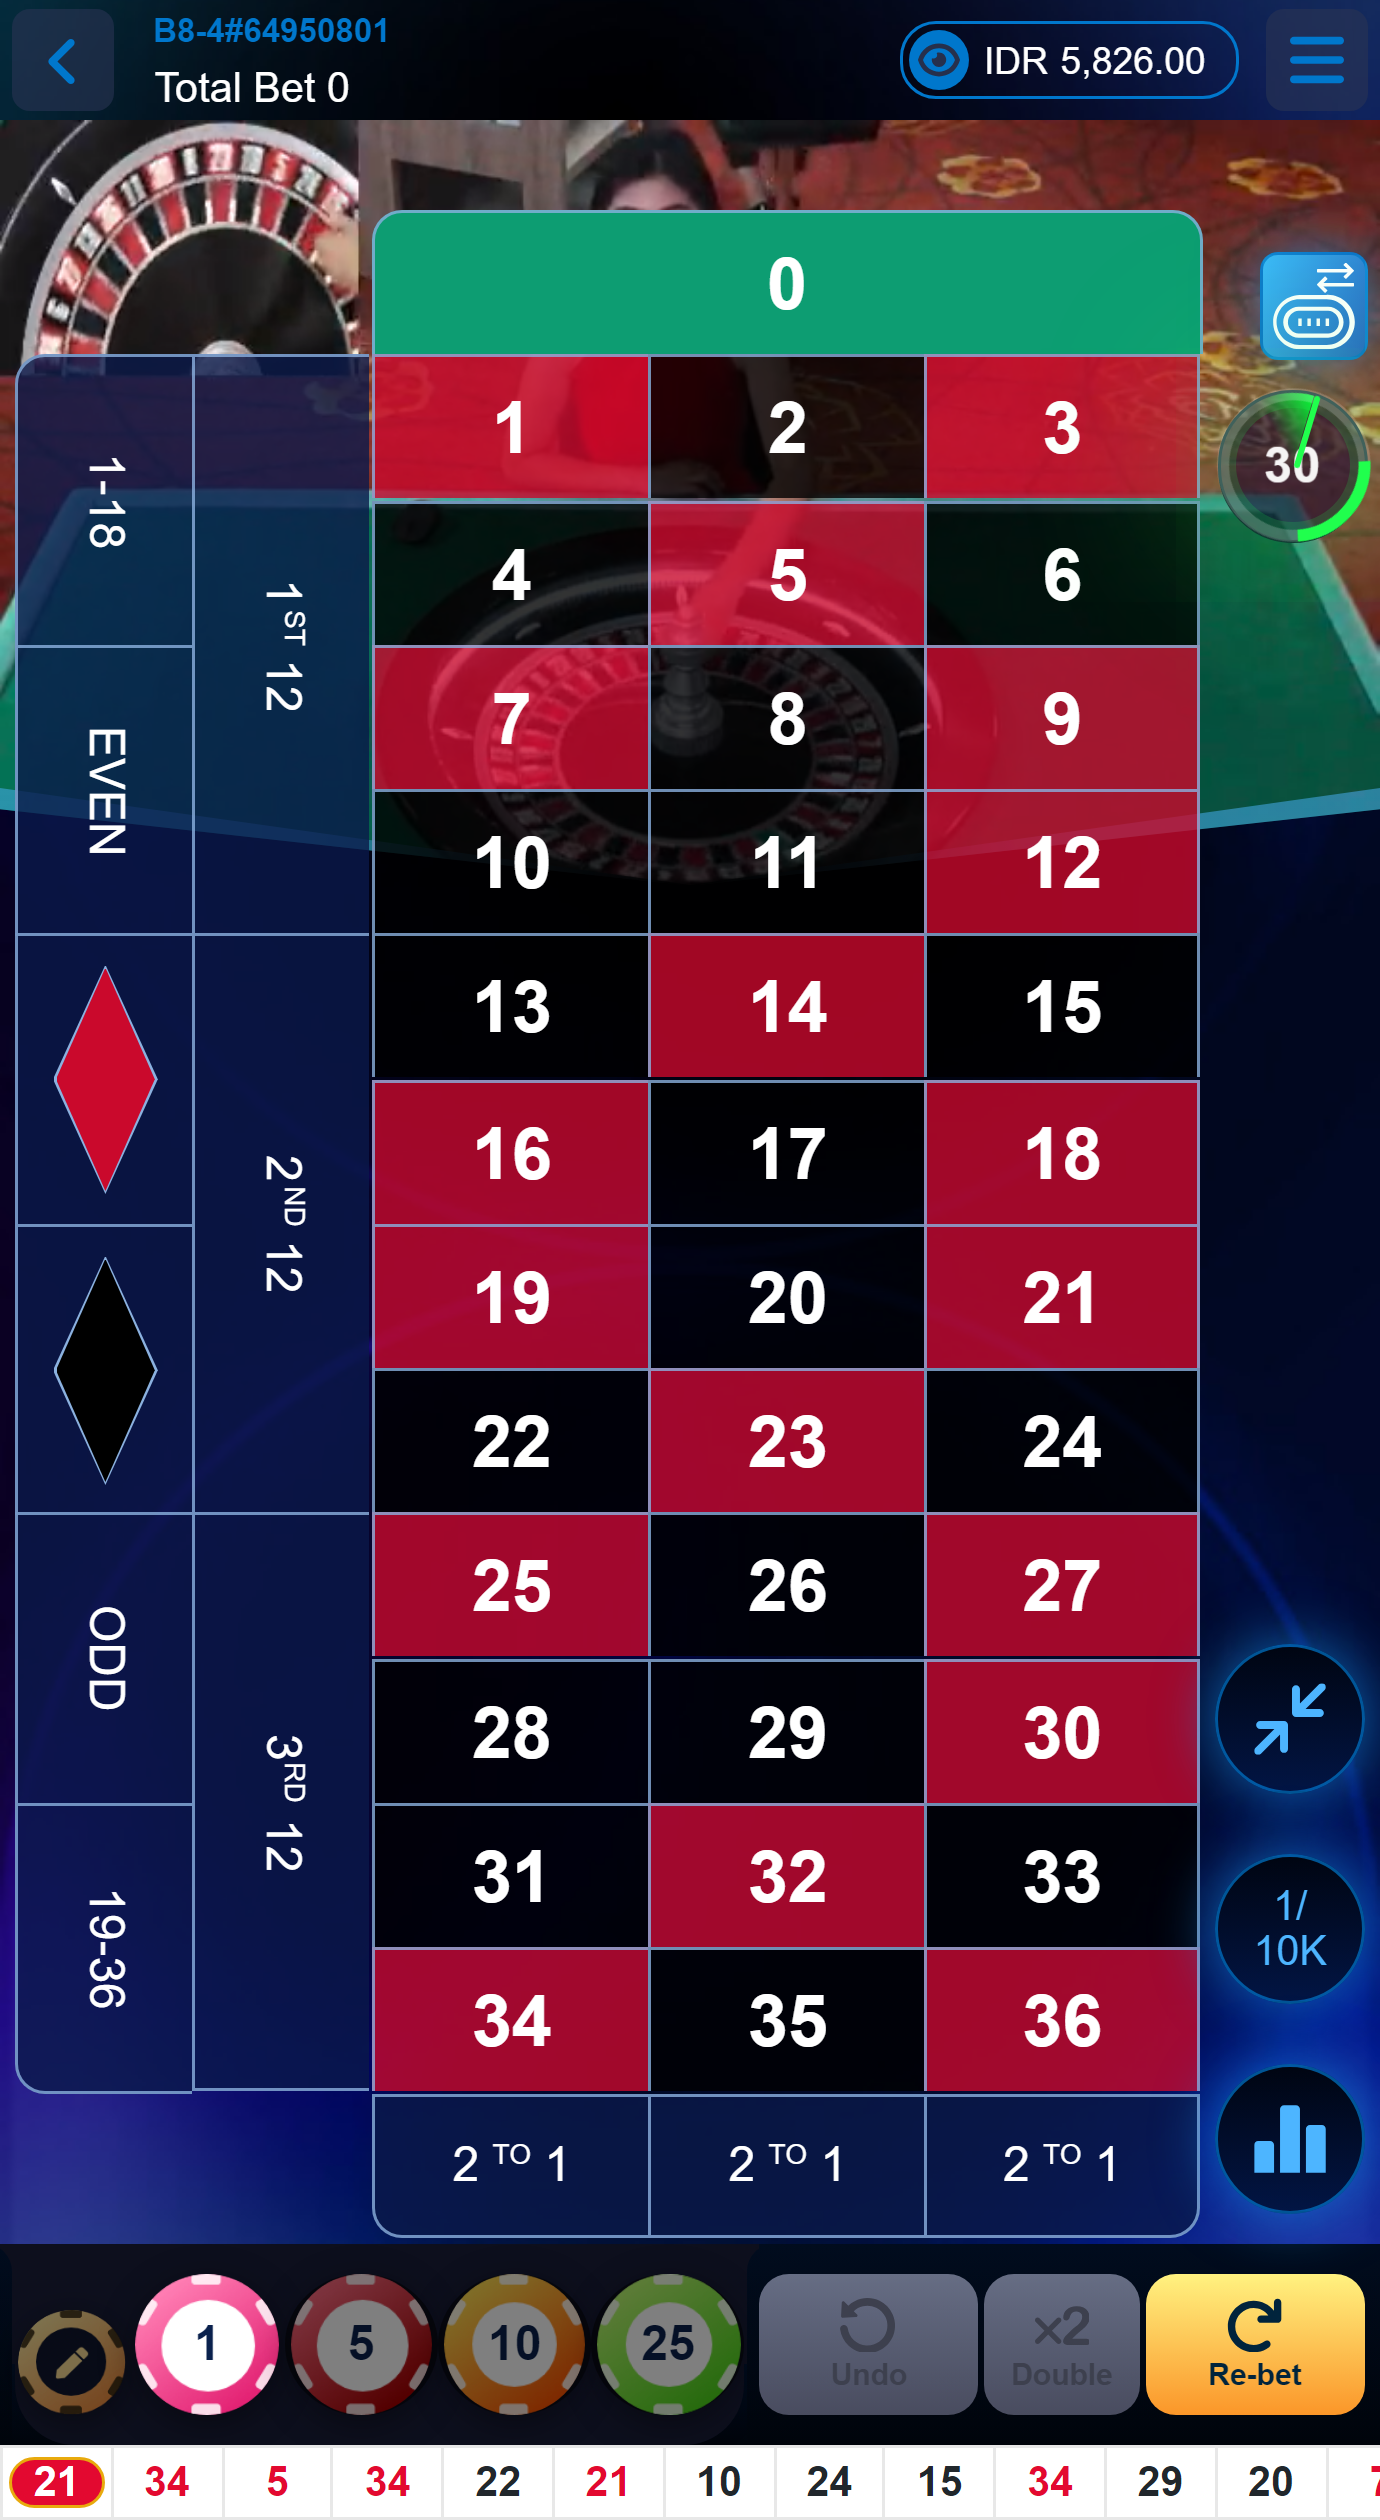 B8-4#64950801
Total Bet 0
IDR 5,826.00
0
1 2 3
30
4 5 6
7 8 9
10 11 12
13 14 15
16 17 18
19 20 21
22 23 24
25 26 27
28 29 30
31 32 33
34 35 36
1-18
EVEN
ODD
19-36
1ST 12
2ND 12
3RD 12
2 TO 1 2 TO 1 2 TO 1
1/
10K
1 5 10 25
Undo
x2
Double
Re-bet
21 34 5 34 22 21 10 24 15 34 29 20